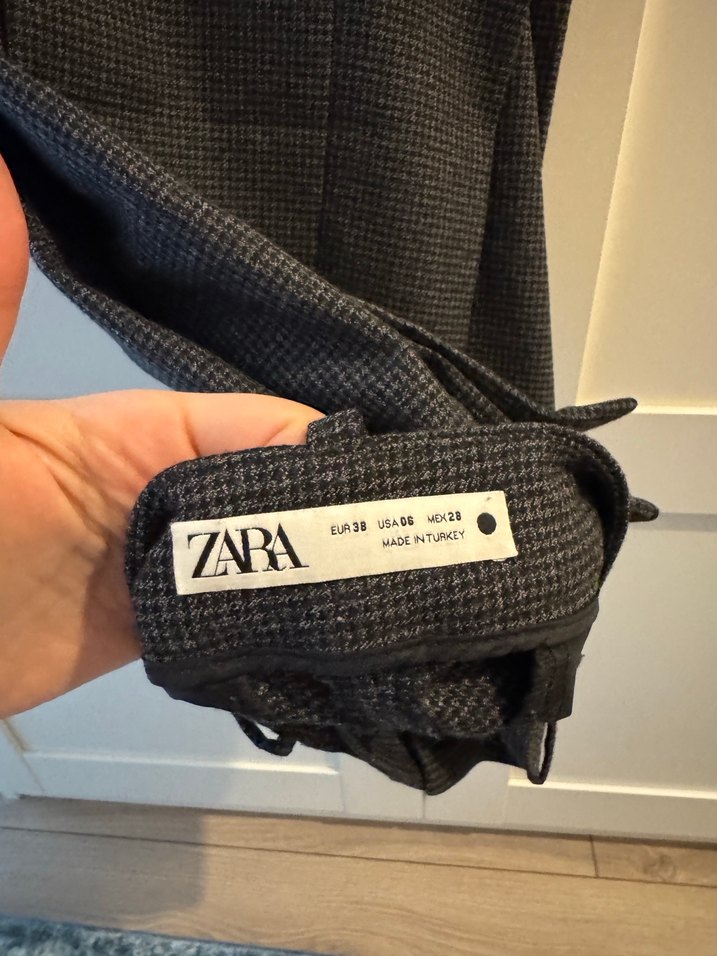 ZARA
EUR 38 USA 06 MEX 28
MADE IN TURKEY